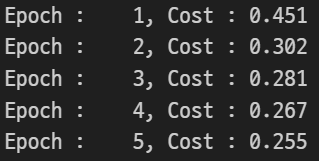 Epoch :    1, Cost : 0.451
Epoch :    2, Cost : 0.302
Epoch :    3, Cost : 0.281
Epoch :    4, Cost : 0.267
Epoch :    5, Cost : 0.255